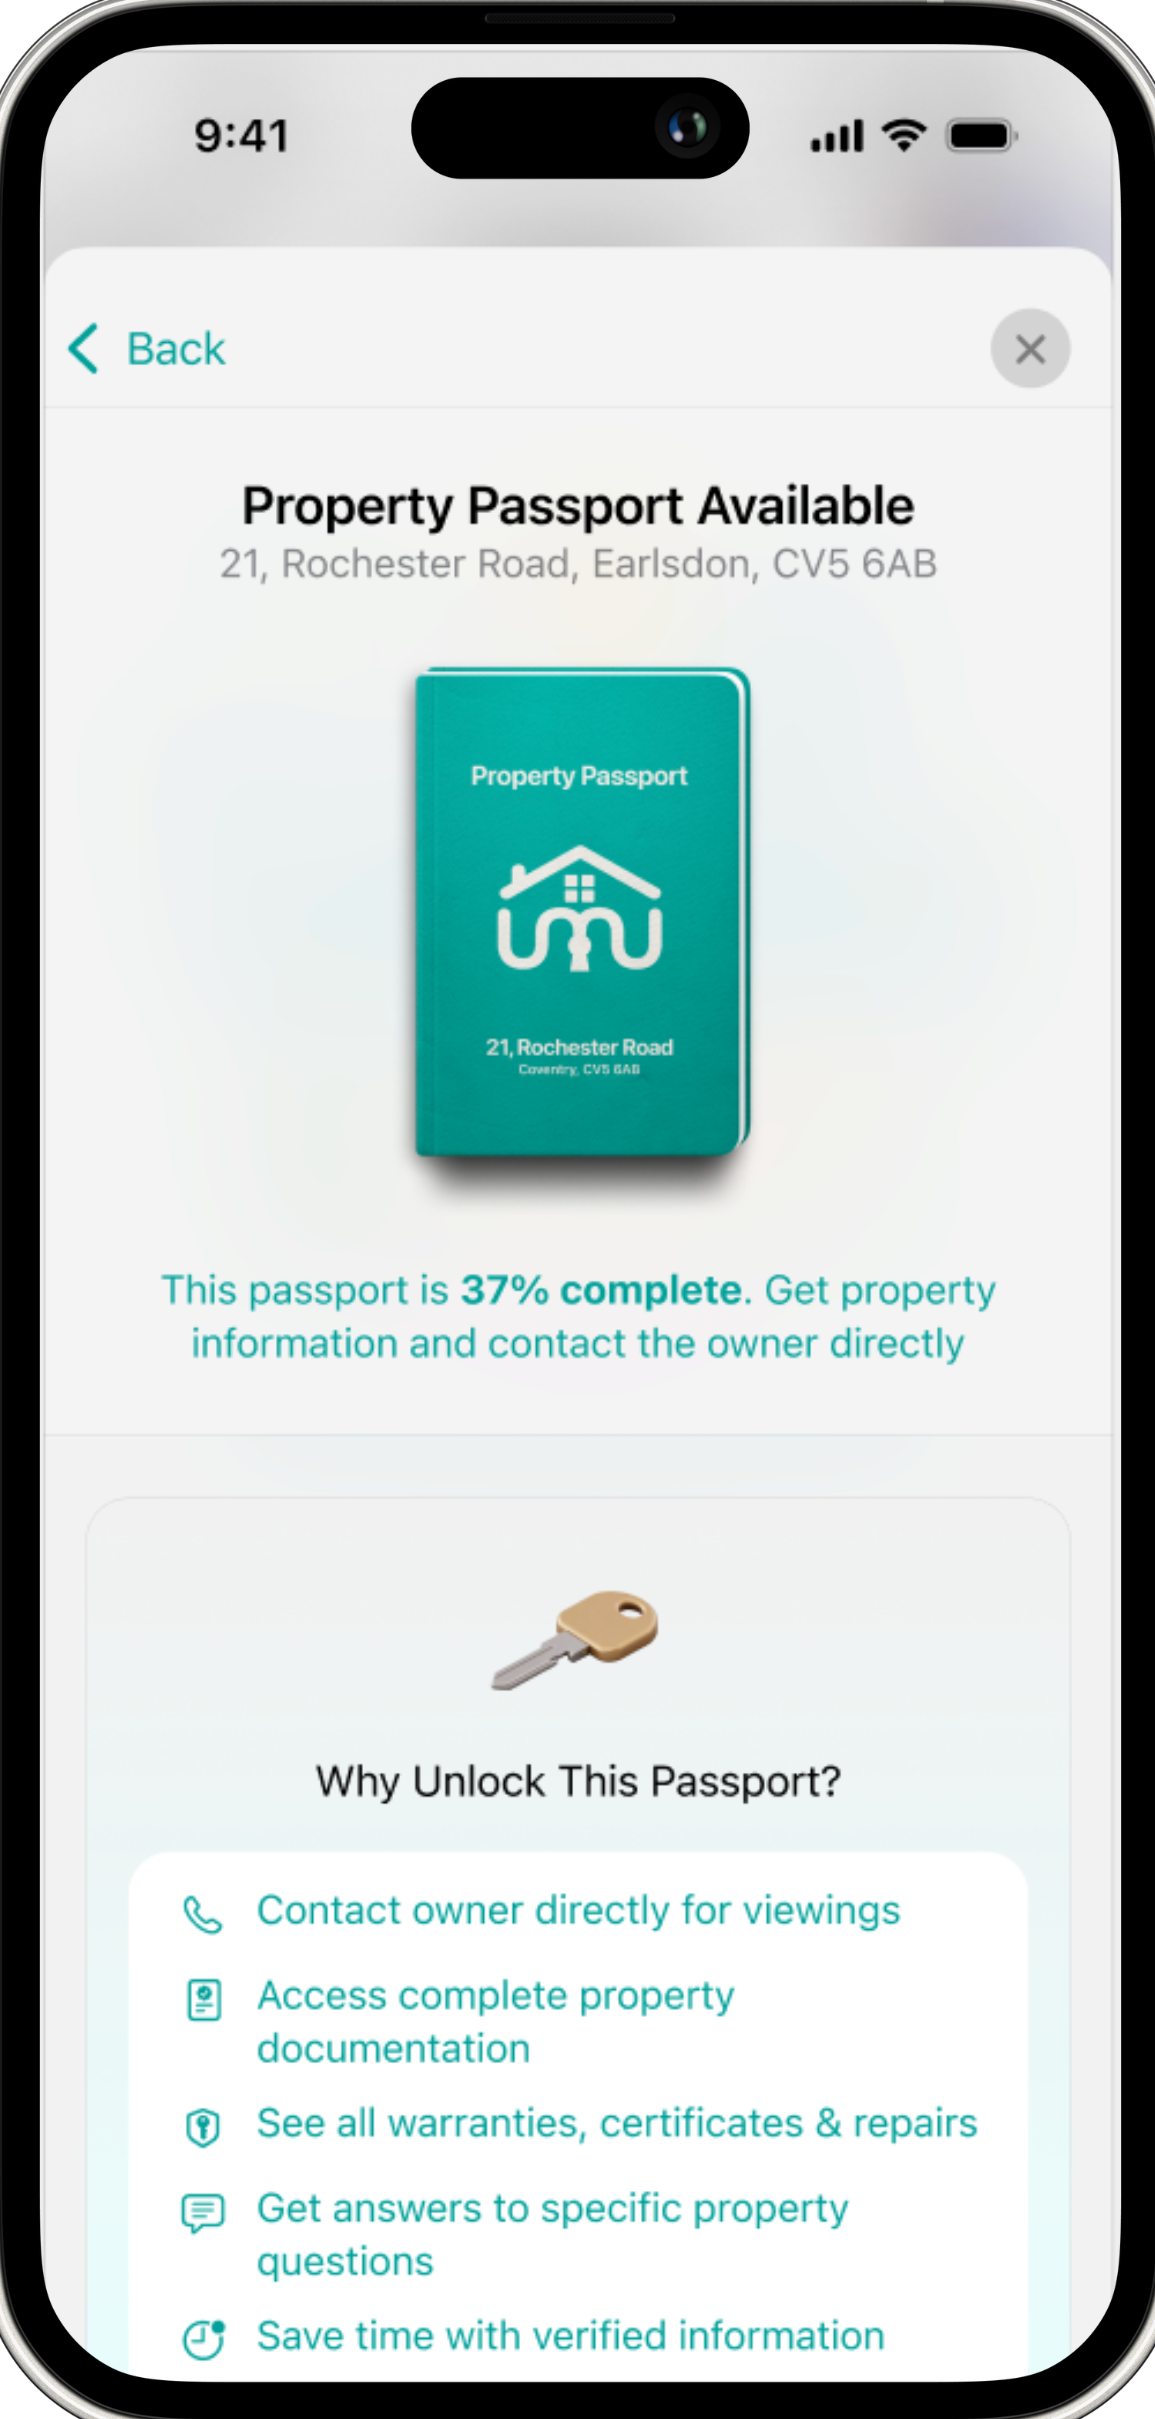 9:41
Back
Property Passport Available
21, Rochester Road, Earlsdon, CV5 6AB
Property Passport
umu
21, Rochester Road
Coventry, CV5 6AB
This passport is 37% complete. Get property
information and contact the owner directly
Why Unlock This Passport?
Contact owner directly for viewings
Access complete property
documentation
See all warranties, certificates & repairs
Get answers to specific property
questions
Save time with verified information